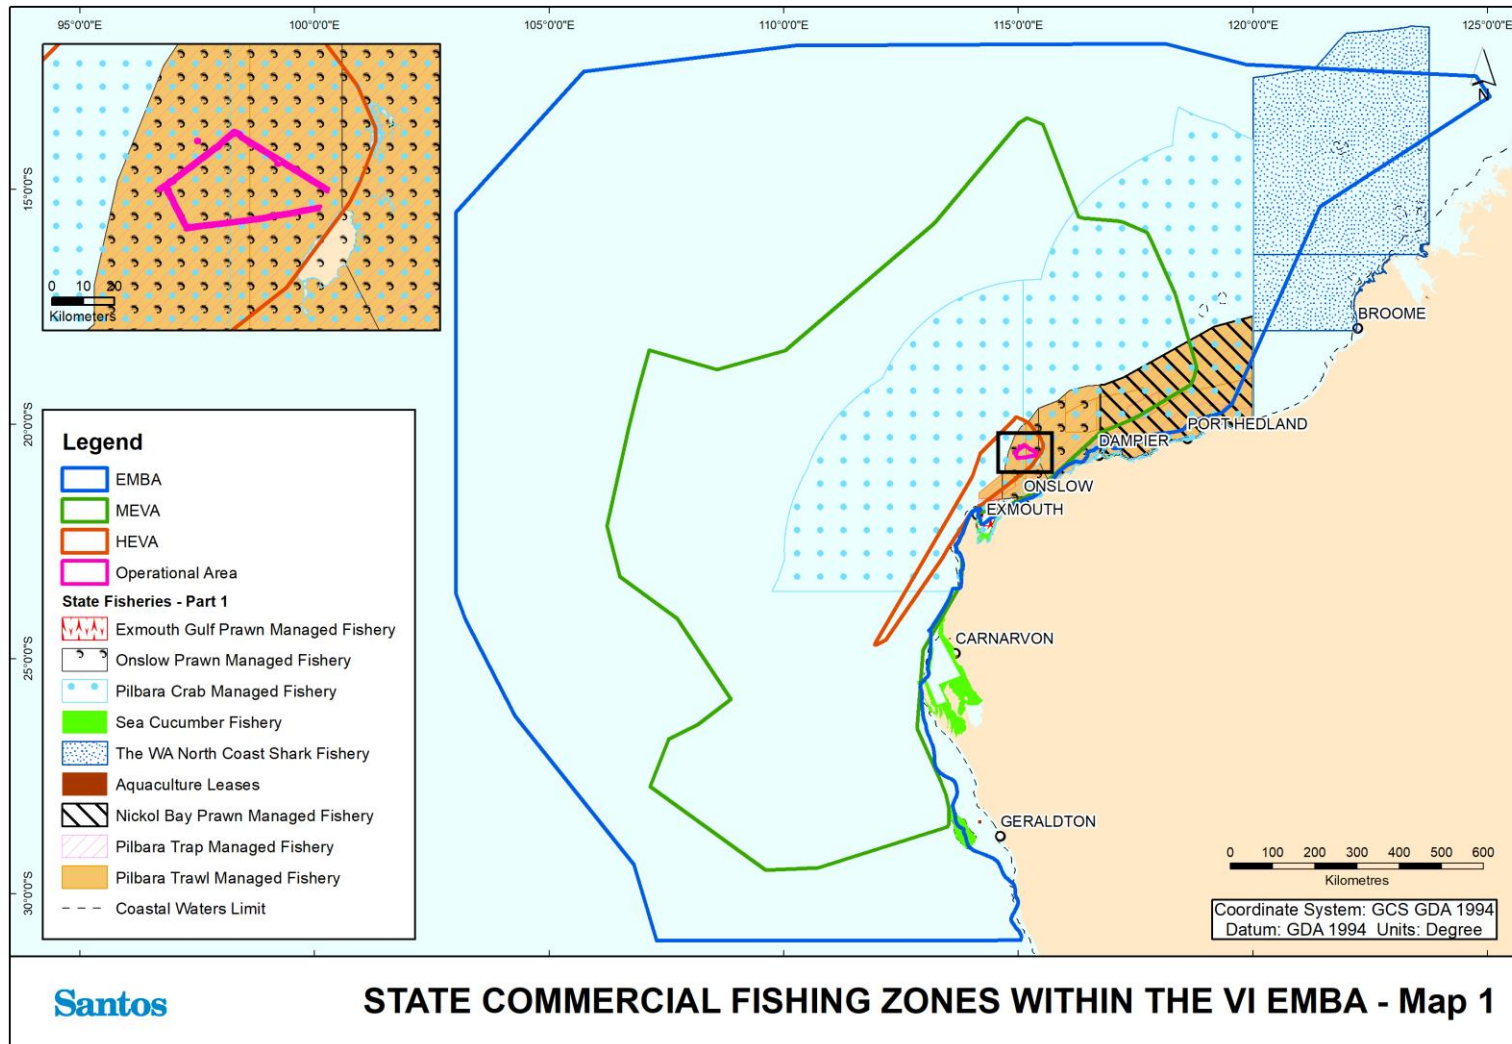 95°0'0"E
100°0'0"E
105°0'0"E
110°0'0"E
115°0'0"E
120°0'0"E
125°0'0"E
15°0'0"S
20°0'0"S
25°0'0"S
30°0'0"S
0 10 20
Kilometers
N
BROOME
PORT HEDLAND
DAMPIER
ONSLOW
EXMOUTH
CARNARVON
GERALDTON
Legend
EMBA
MEVA
HEVA
Operational Area
State Fisheries - Part 1
Exmouth Gulf Prawn Managed Fishery
Onslow Prawn Managed Fishery
Pilbara Crab Managed Fishery
Sea Cucumber Fishery
The WA North Coast Shark Fishery
Aquaculture Leases
Nickol Bay Prawn Managed Fishery
Pilbara Trap Managed Fishery
Pilbara Trawl Managed Fishery
Coastal Waters Limit
0 100 200 300 400 500 600
Kilometres
Coordinate System: GCS GDA 1994
Datum: GDA 1994 Units: Degree
Santos
STATE COMMERCIAL FISHING ZONES WITHIN THE VI EMBA - Map 1